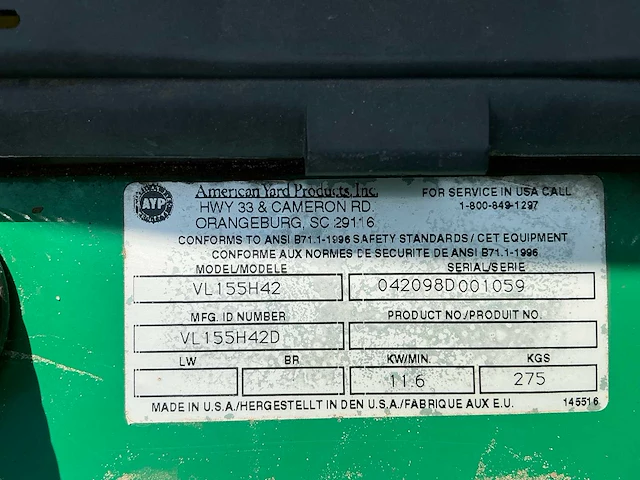 AYP
American Yard Products, Inc.
HWY 33 & CAMERON RD.
ORANGEBURG, SC 29116
FOR SERVICE IN USA CALL
1-800-849-1297
CONFORMS TO ANSI B71.1-1996 SAFETY STANDARDS / CET EQUIPMENT
CONFORME AUX NORMES DE SECURITE DE ANSI B71.1-1996
MODEL/MODELE SERIAL/SERIE
VL155H42 042098D001059
MFG. ID NUMBER PRODUCT NO./PRODUIT NO.
VL155H42D
LW BR KW/MIN. KGS
11.6 275
MADE IN U.S.A./HERGESTELLT IN DEN U.S.A./FABRIQUE AUX E.U. 145516